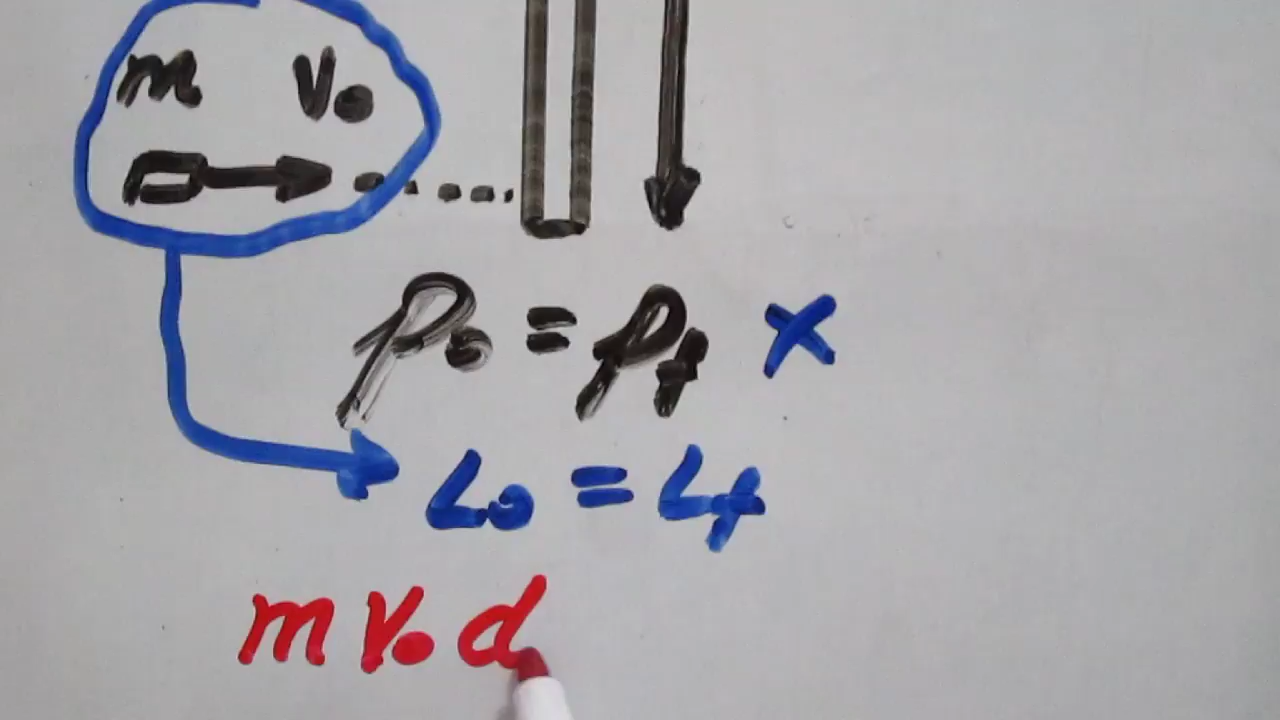 m v₀
p₀ = pf x
L₀ = Lf
m v₀ d